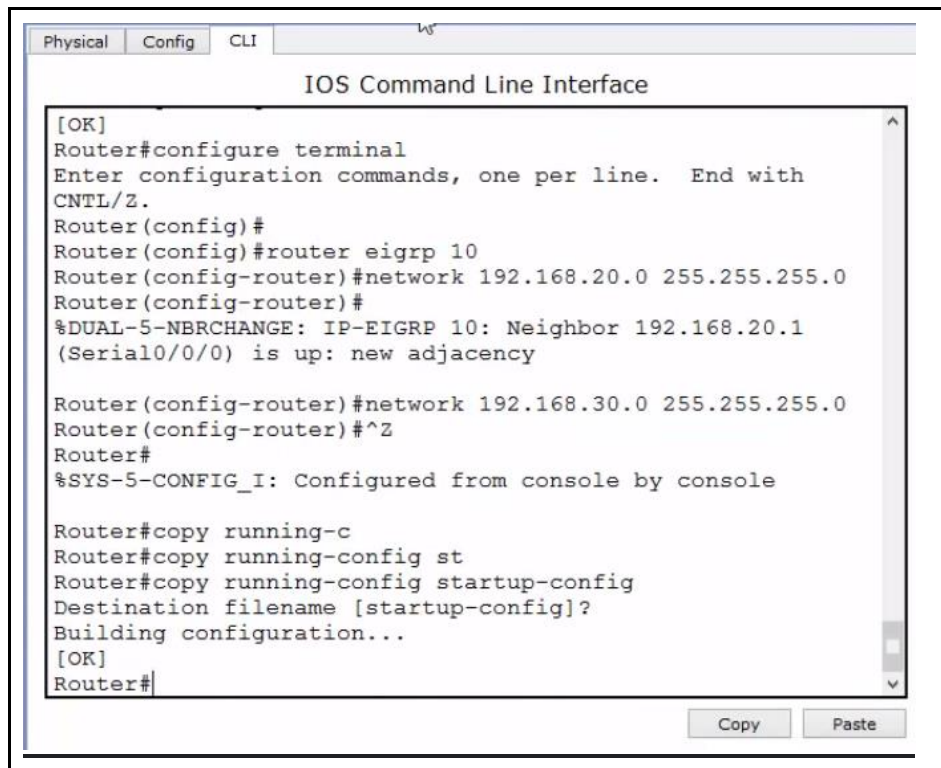 Physical Config CLI
IOS Command Line Interface
[OK]
Router#configure terminal
Enter configuration commands, one per line.  End with
CNTL/Z.
Router(config)#
Router(config)#router eigrp 10
Router(config-router)#network 192.168.20.0 255.255.255.0
Router(config-router)#
%DUAL-5-NBRCHANGE: IP-EIGRP 10: Neighbor 192.168.20.1
(Serial0/0/0) is up: new adjacency
Router(config-router)#network 192.168.30.0 255.255.255.0
Router(config-router)#^Z
Router#
%SYS-5-CONFIG_I: Configured from console by console
Router#copy running-c
Router#copy running-config st
Router#copy running-config startup-config
Destination filename [startup-config]?
Building configuration...
[OK]
Router#
Copy Paste